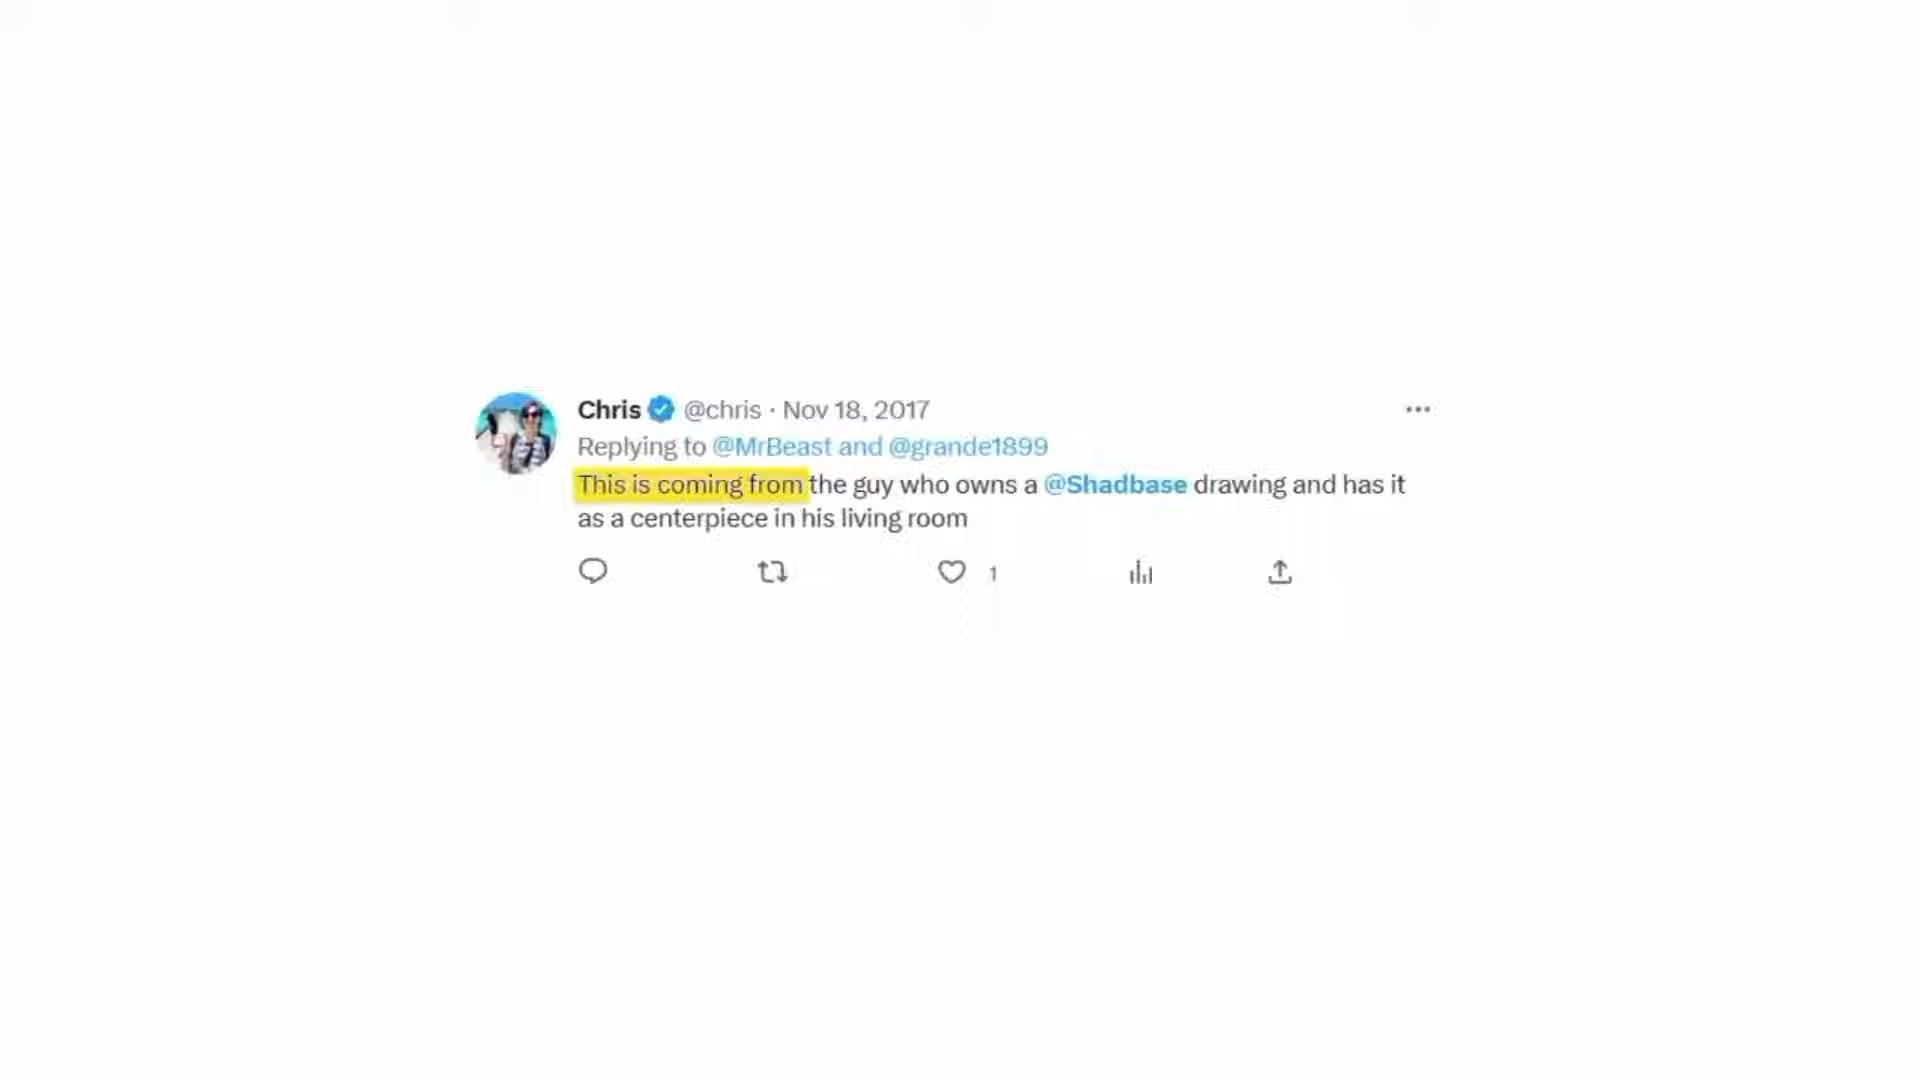 Chris @chris · Nov 18, 2017
Replying to @MrBeast and @grande1899
This is coming from the guy who owns a @Shadbase drawing and has it
as a centerpiece in his living room
1